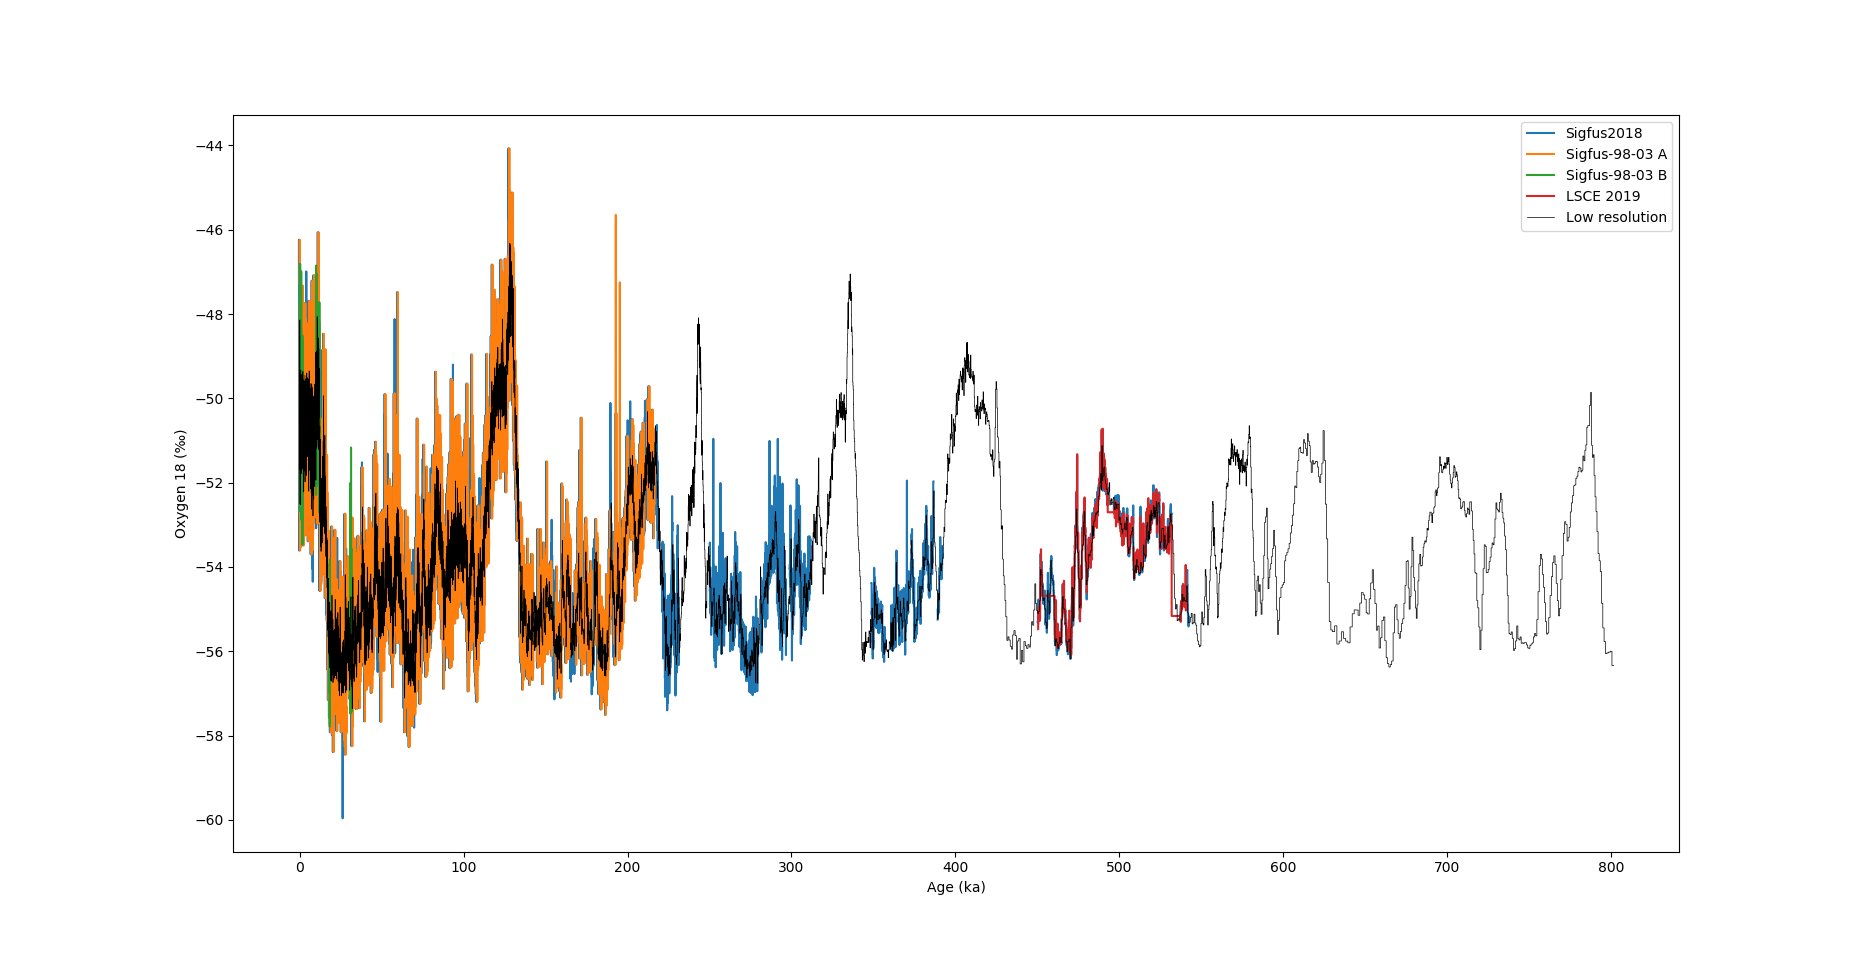 Sigfus2018
Sigfus-98-03 A
Sigfus-98-03 B
LSCE 2019
Low resolution
Oxygen 18 (‰)
−44
−46
−48
−50
−52
−54
−56
−58
−60
0 100 200 300 400 500 600 700 800
Age (ka)